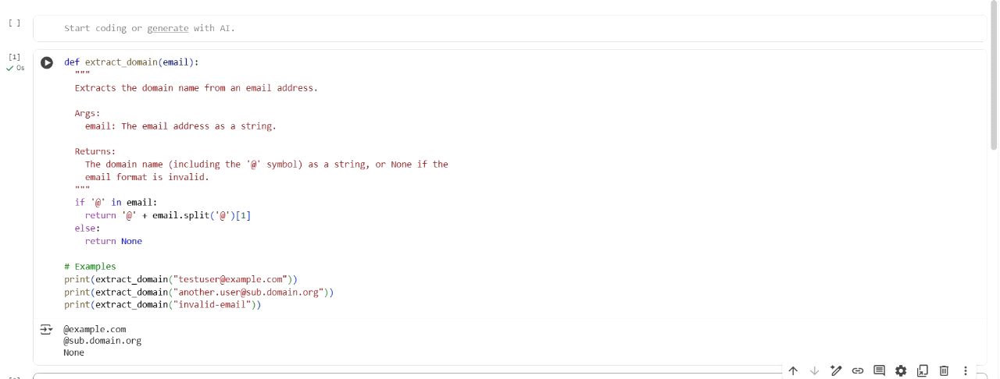 [ ]
Start coding or generate with AI.
[1]
0s
def extract_domain(email):
  """
  Extracts the domain name from an email address.

  Args:
    email: The email address as a string.

  Returns:
    The domain name (including the '@' symbol) as a string, or None if the
    email format is invalid.
  """
  if '@' in email:
    return '@' + email.split('@')[1]
  else:
    return None

# Examples
print(extract_domain("testuser@example.com"))
print(extract_domain("another.user@sub.domain.org"))
print(extract_domain("invalid-email"))
@example.com
@sub.domain.org
None